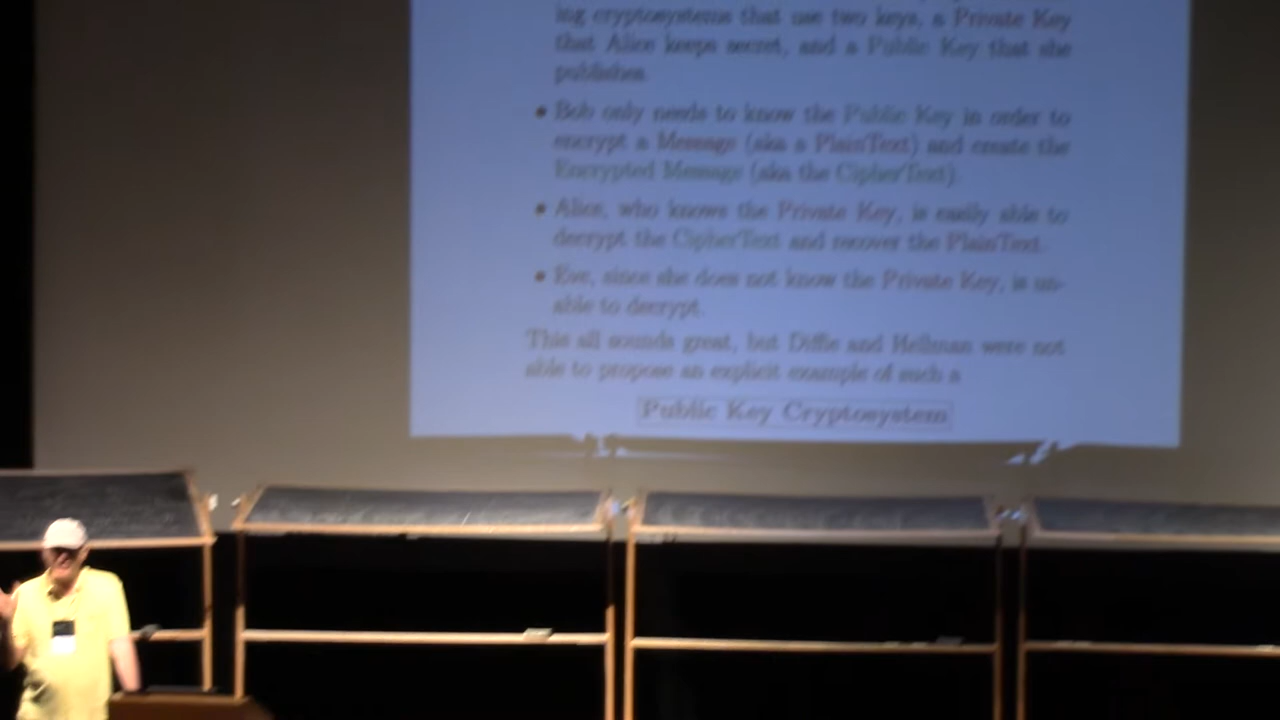 ing cryptosystems that use two keys, a Private Key
that Alice keeps secret, and a Public Key that she
publishes.
• Bob only needs to know the Public Key in order to
encrypt a Message (aka a PlainText) and create the
Encrypted Message (aka the CipherText).
• Alice, who knows the Private Key, is easily able to
decrypt the CipherText and recover the PlainText.
• Eve, since she does not know the Private Key, is un-
able to decrypt.
This all sounds great, but Diffie and Hellman were not
able to propose an explicit example of such a
Public Key Cryptosystem